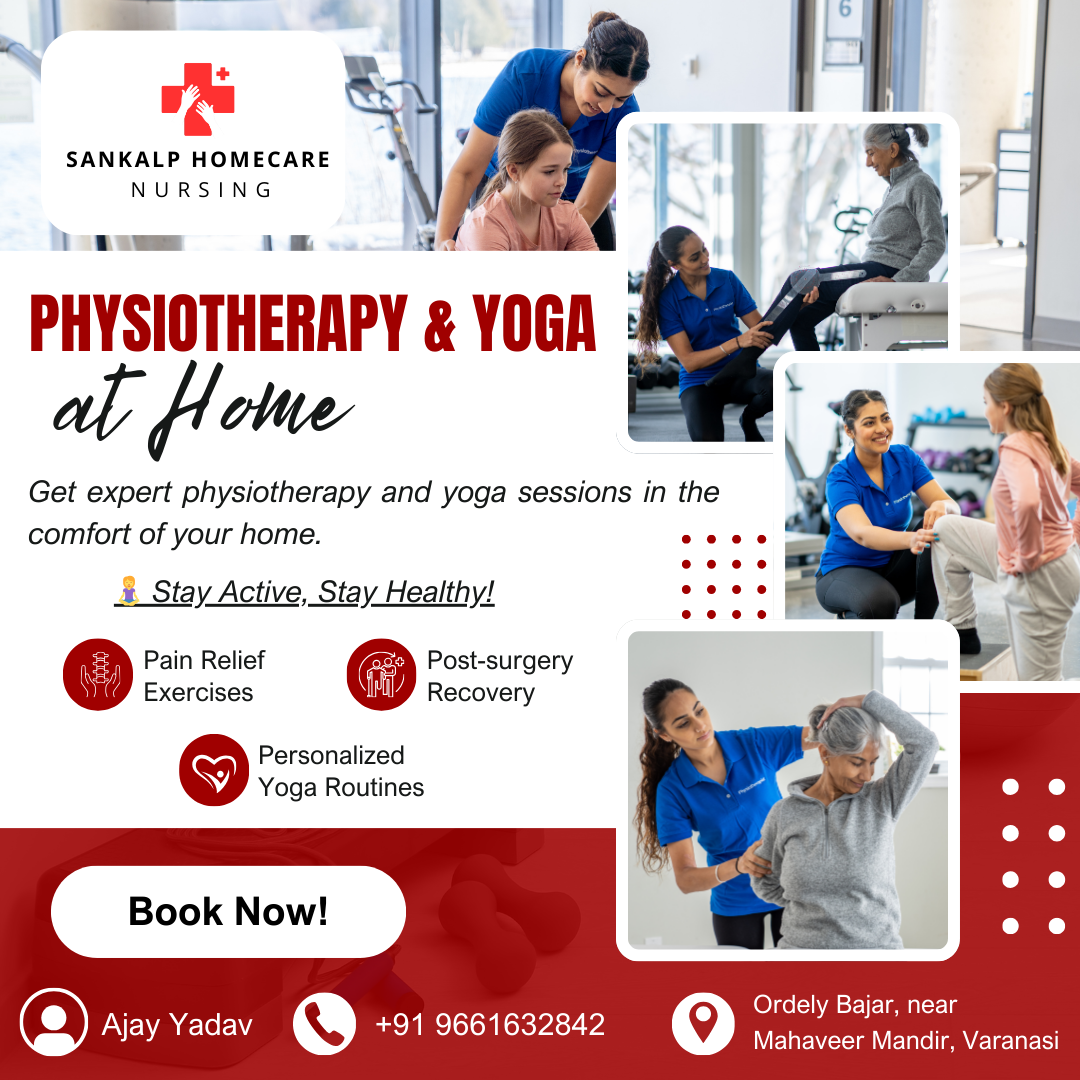 SANKALP HOMECARE
NURSING
6
PHYSIOTHERAPY & YOGA
at Home
Get expert physiotherapy and yoga sessions in the
comfort of your home.
Stay Active, Stay Healthy!
Pain Relief
Exercises
Post-surgery
Recovery
Personalized
Yoga Routines
Book Now!
Ajay Yadav
+91 9661632842
Ordely Bajar, near
Mahaveer Mandir, Varanasi